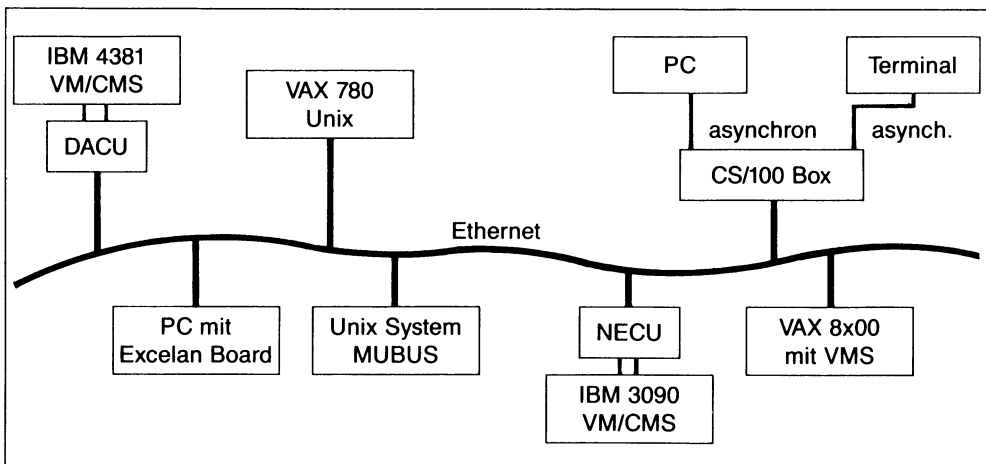 IBM 4381
VM/CMS
DACU
VAX 780
Unix
PC
Terminal
asynchron
asynch.
CS/100 Box
Ethernet
PC mit
Excelan Board
Unix System
MUBUS
NECU
IBM 3090
VM/CMS
VAX 8x00
mit VMS